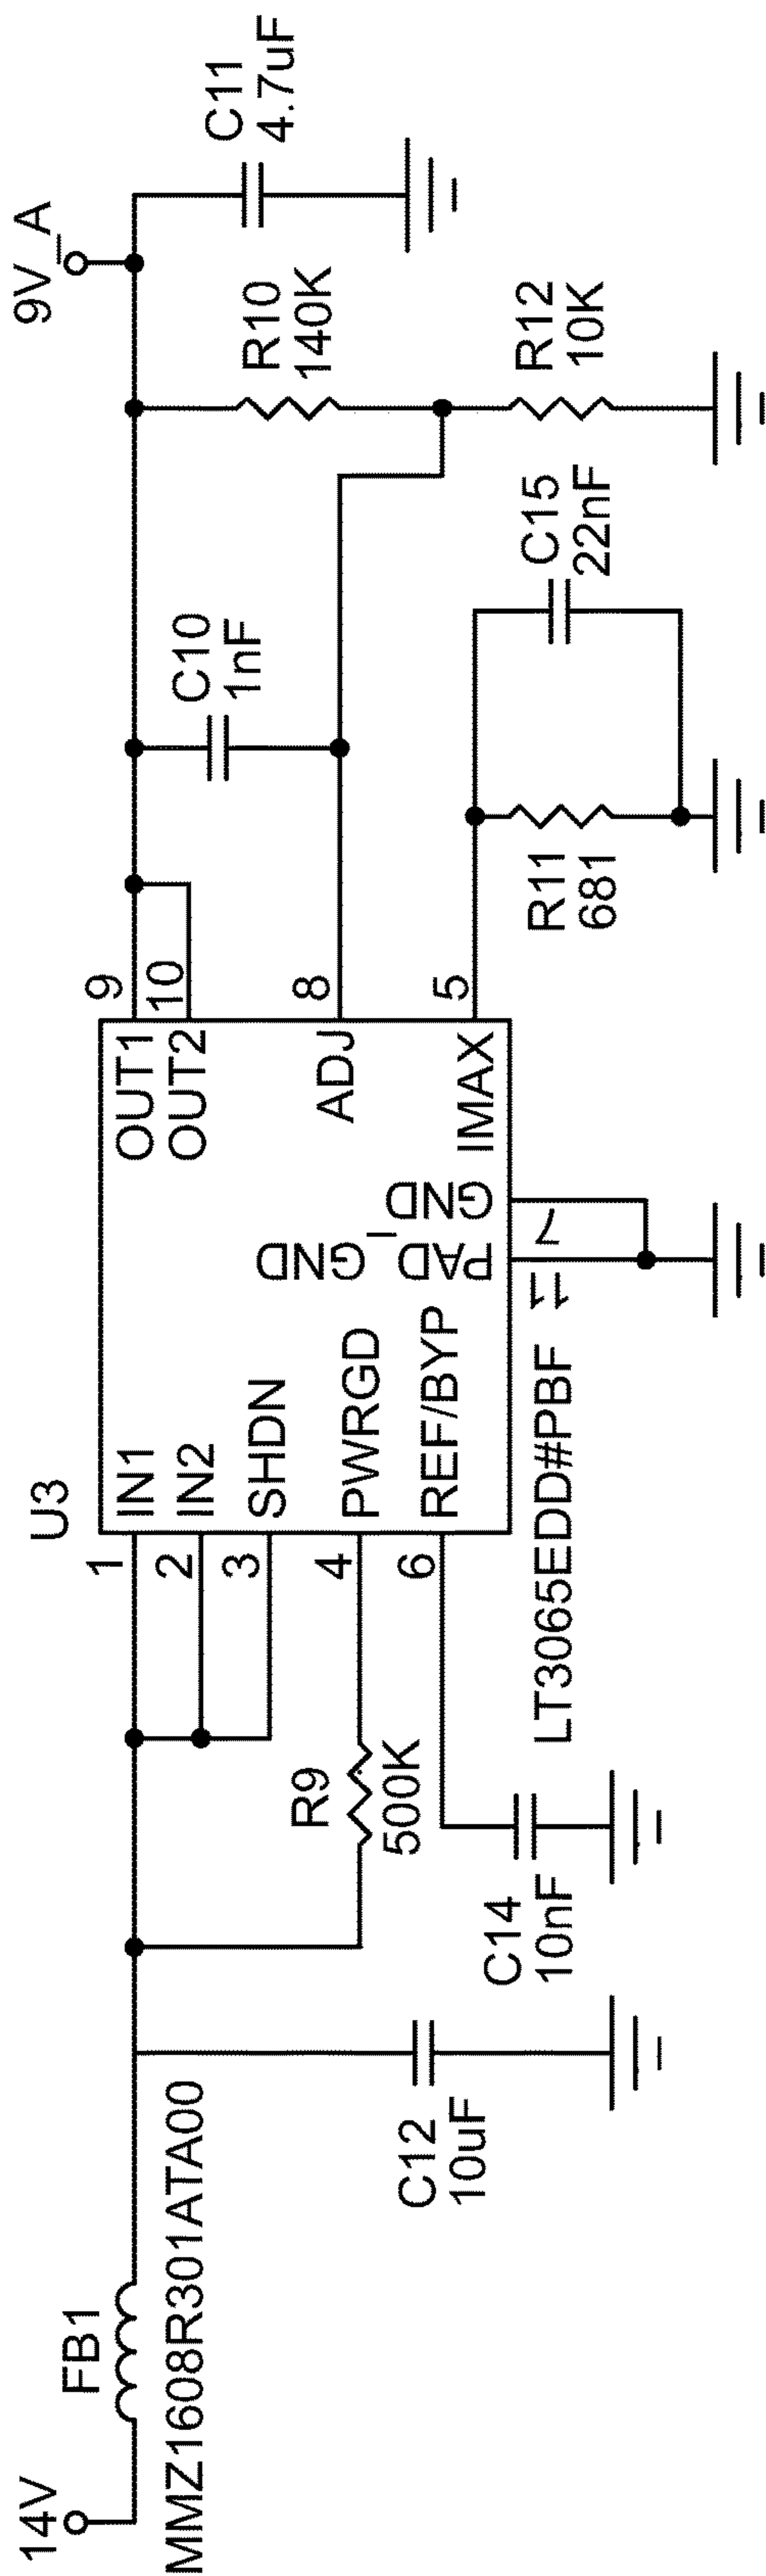 14V
FB1
MMZ1608R301ATA00
C12
10uF
R9
500K
C14
10nF
U3
1
2
3
4
6
IN1
IN2
SHDN
PWRGD
REF/BYP
LT3065EDD#PBF
PAD_GND
GND
11
7
OUT1
OUT2
ADJ
IMAX
9
10
8
5
C10
1nF
R11
681
C15
22nF
9V_A
R10
140K
R12
10K
C11
4.7uF